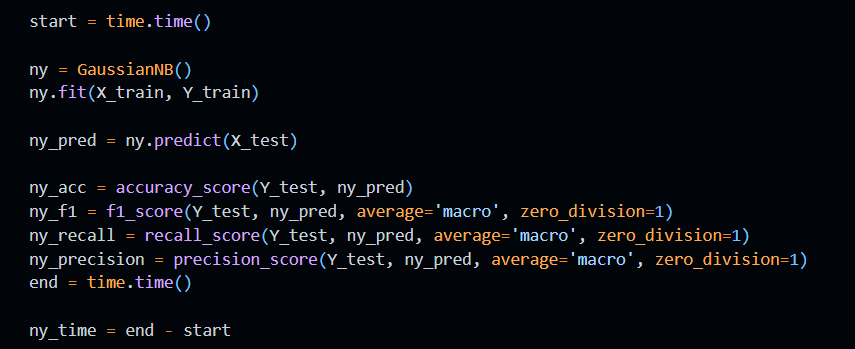 start = time.time()
ny = GaussianNB()
ny.fit(X_train, Y_train)
ny_pred = ny.predict(X_test)
ny_acc = accuracy_score(Y_test, ny_pred)
ny_f1 = f1_score(Y_test, ny_pred, average='macro', zero_division=1)
ny_recall = recall_score(Y_test, ny_pred, average='macro', zero_division=1)
ny_precision = precision_score(Y_test, ny_pred, average='macro', zero_division=1)
end = time.time()
ny_time = end - start